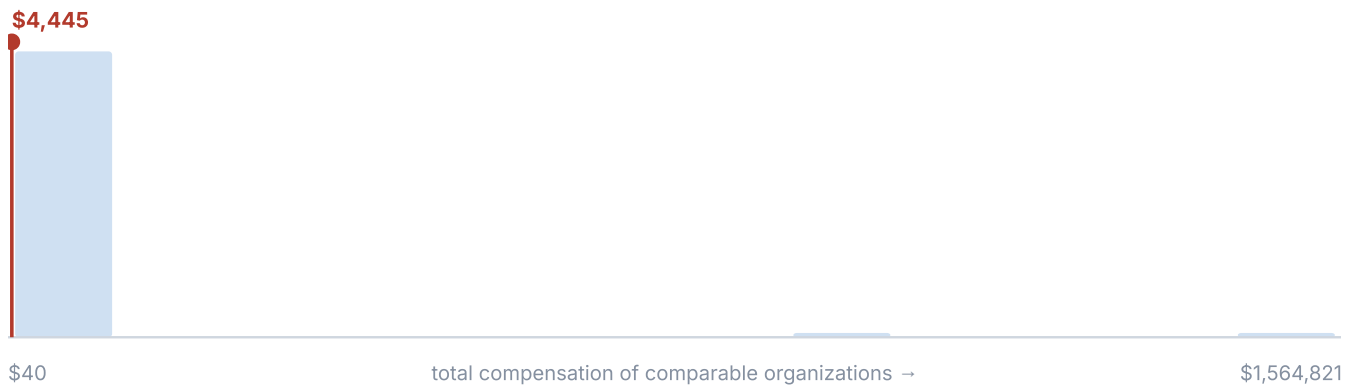 $4,445
$40 total compensation of comparable organizations → $1,564,821